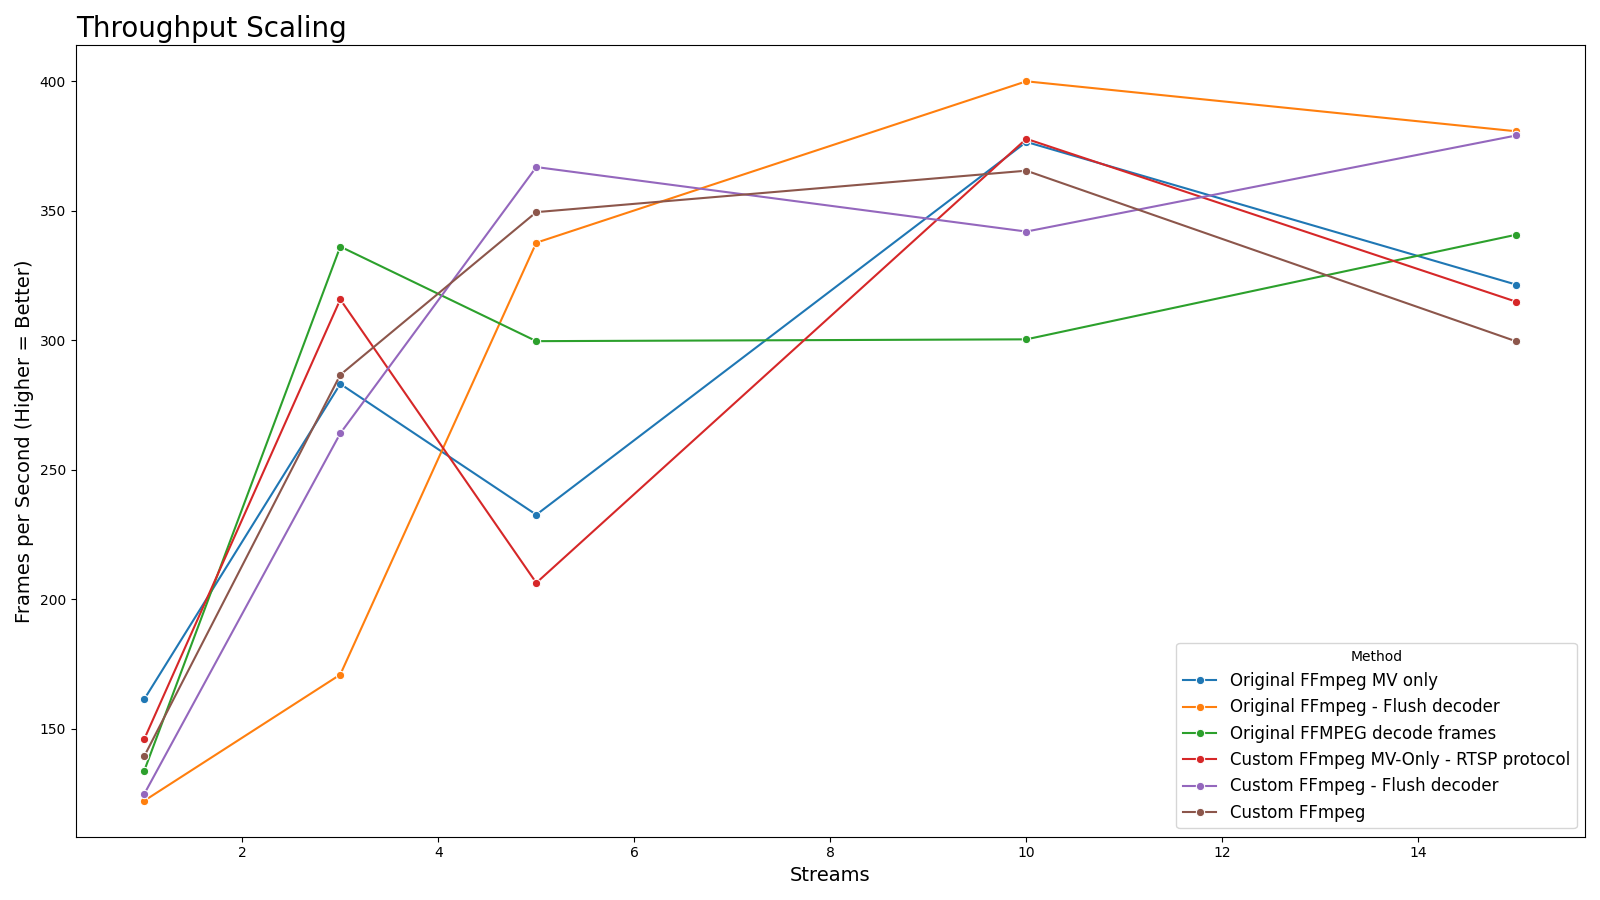 Throughput Scaling
Frames per Second (Higher = Better)
400
350
300
250
200
150
2
4
6
8
10
12
14
Streams
Method
Original FFmpeg MV only
Original FFmpeg - Flush decoder
Original FFMPEG decode frames
Custom FFmpeg MV-Only - RTSP protocol
Custom FFmpeg - Flush decoder
Custom FFmpeg